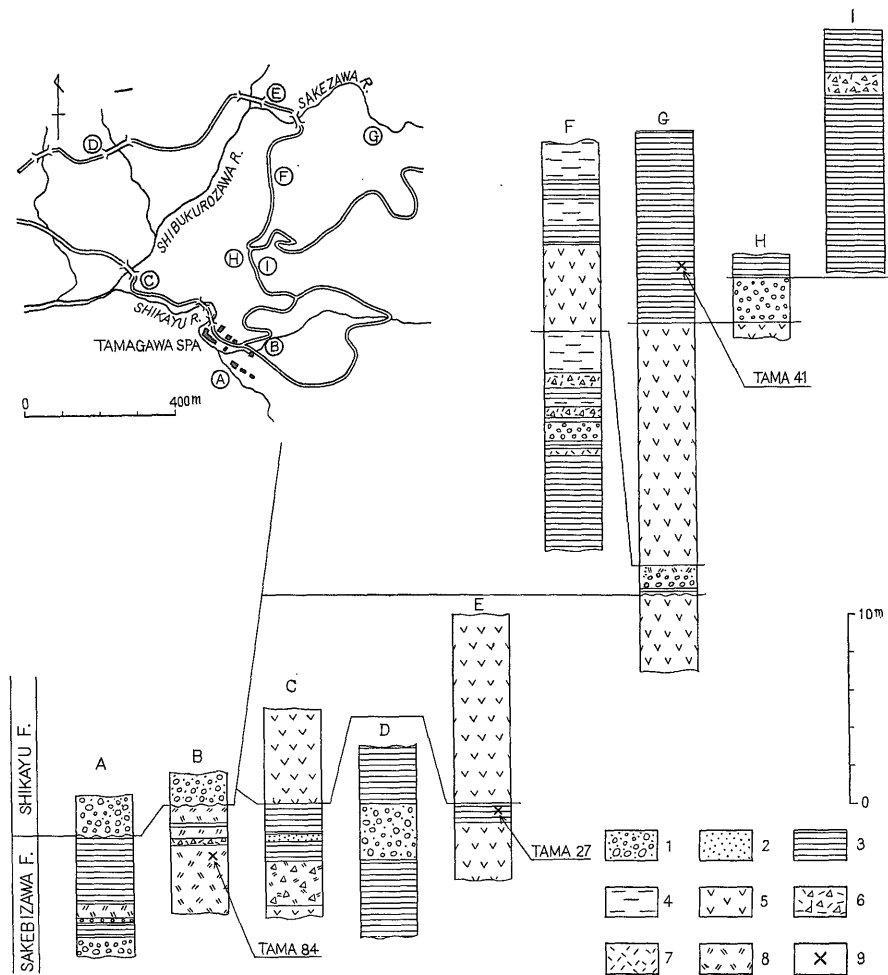 I
E
SAKEZAWA R.
G
F
G
D
F
SHIBUKUROZAWA R.
H
H
I
C
SHIKAYU R.
TAMAGAWA SPA
B
A
TAMA 41
0 400m
E
10m
C
SHIKAYU F.
B
D
A
0
TAMA 27
1 2 3
SAKEBIZAWA F.
4 5 6
TAMA 84
7 8 9